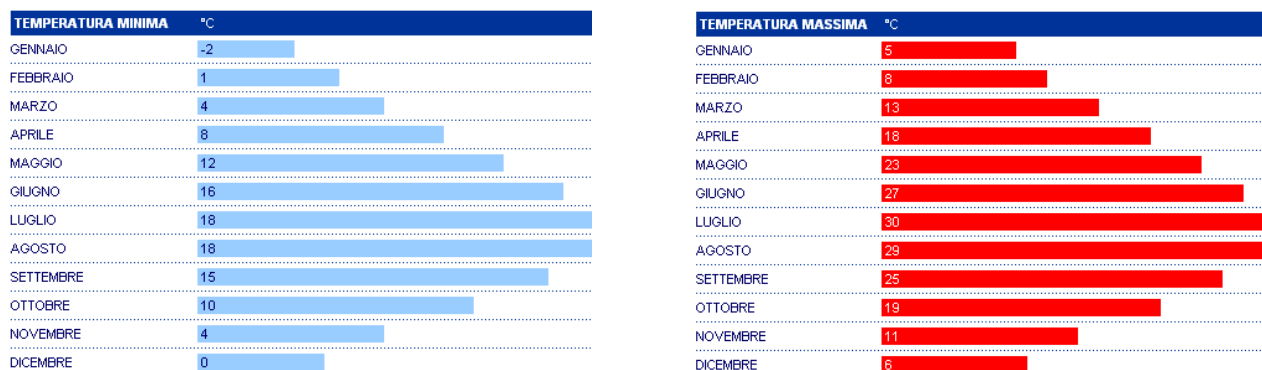 TEMPERATURA MINIMA °C
GENNAIO -2
FEBBRAIO 1
MARZO 4
APRILE 8
MAGGIO 12
GIUGNO 16
LUGLIO 18
AGOSTO 18
SETTEMBRE 15
OTTOBRE 10
NOVEMBRE 4
DICEMBRE 0
TEMPERATURA MASSIMA °C
GENNAIO 5
FEBBRAIO 8
MARZO 13
APRILE 18
MAGGIO 23
GIUGNO 27
LUGLIO 30
AGOSTO 29
SETTEMBRE 25
OTTOBRE 19
NOVEMBRE 11
DICEMBRE 6